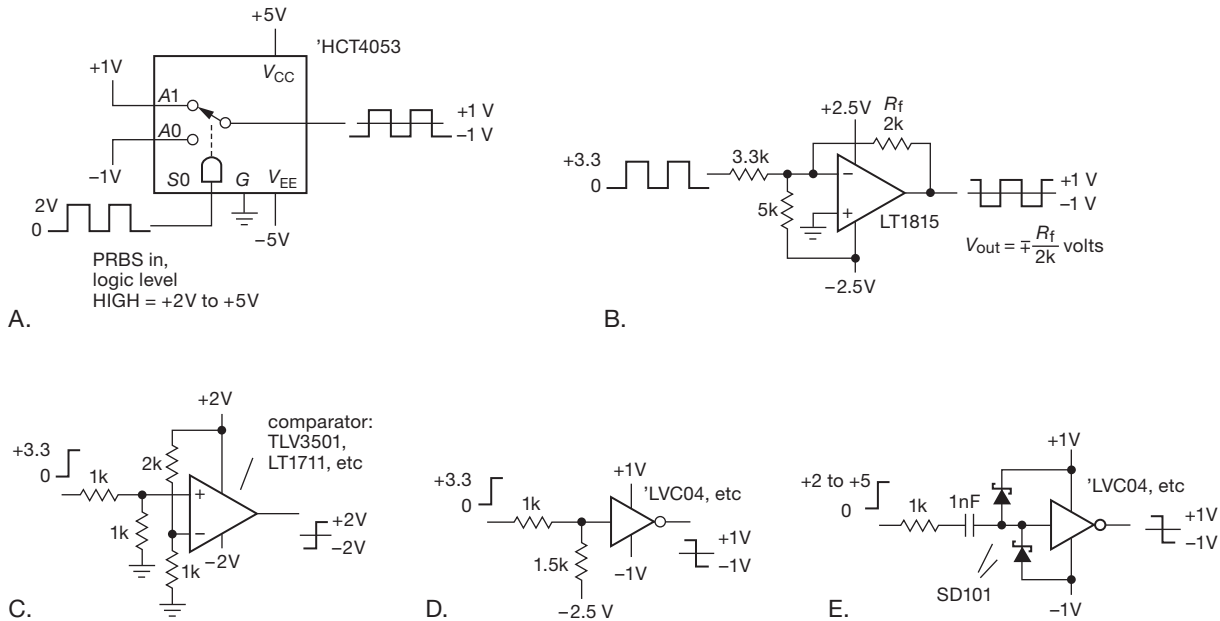 +5V
'HCT4053
VCC
+1V
A1
A0
−1V
S0
G
VEE
+1 V
−1 V
2V
0
−5V
PRBS in,
logic level
HIGH = +2V to +5V
A.
+2.5V
Rf
2k
+3.3
0
3.3k
5k
−
+
LT1815
+1 V
−1 V
Vout = ∓ Rf/2k volts
−2.5V
B.
+2V
comparator:
TLV3501,
LT1711, etc
+3.3
0
1k
2k
+
−
1k
1k
−2V
+2V
−2V
C.
+3.3
0
1k
+1V
'LVC04, etc
1.5k
−1V
+1V
−1V
−2.5 V
D.
+1V
+2 to +5
0
1k
1nF
'LVC04, etc
SD101
+1V
−1V
−1V
E.